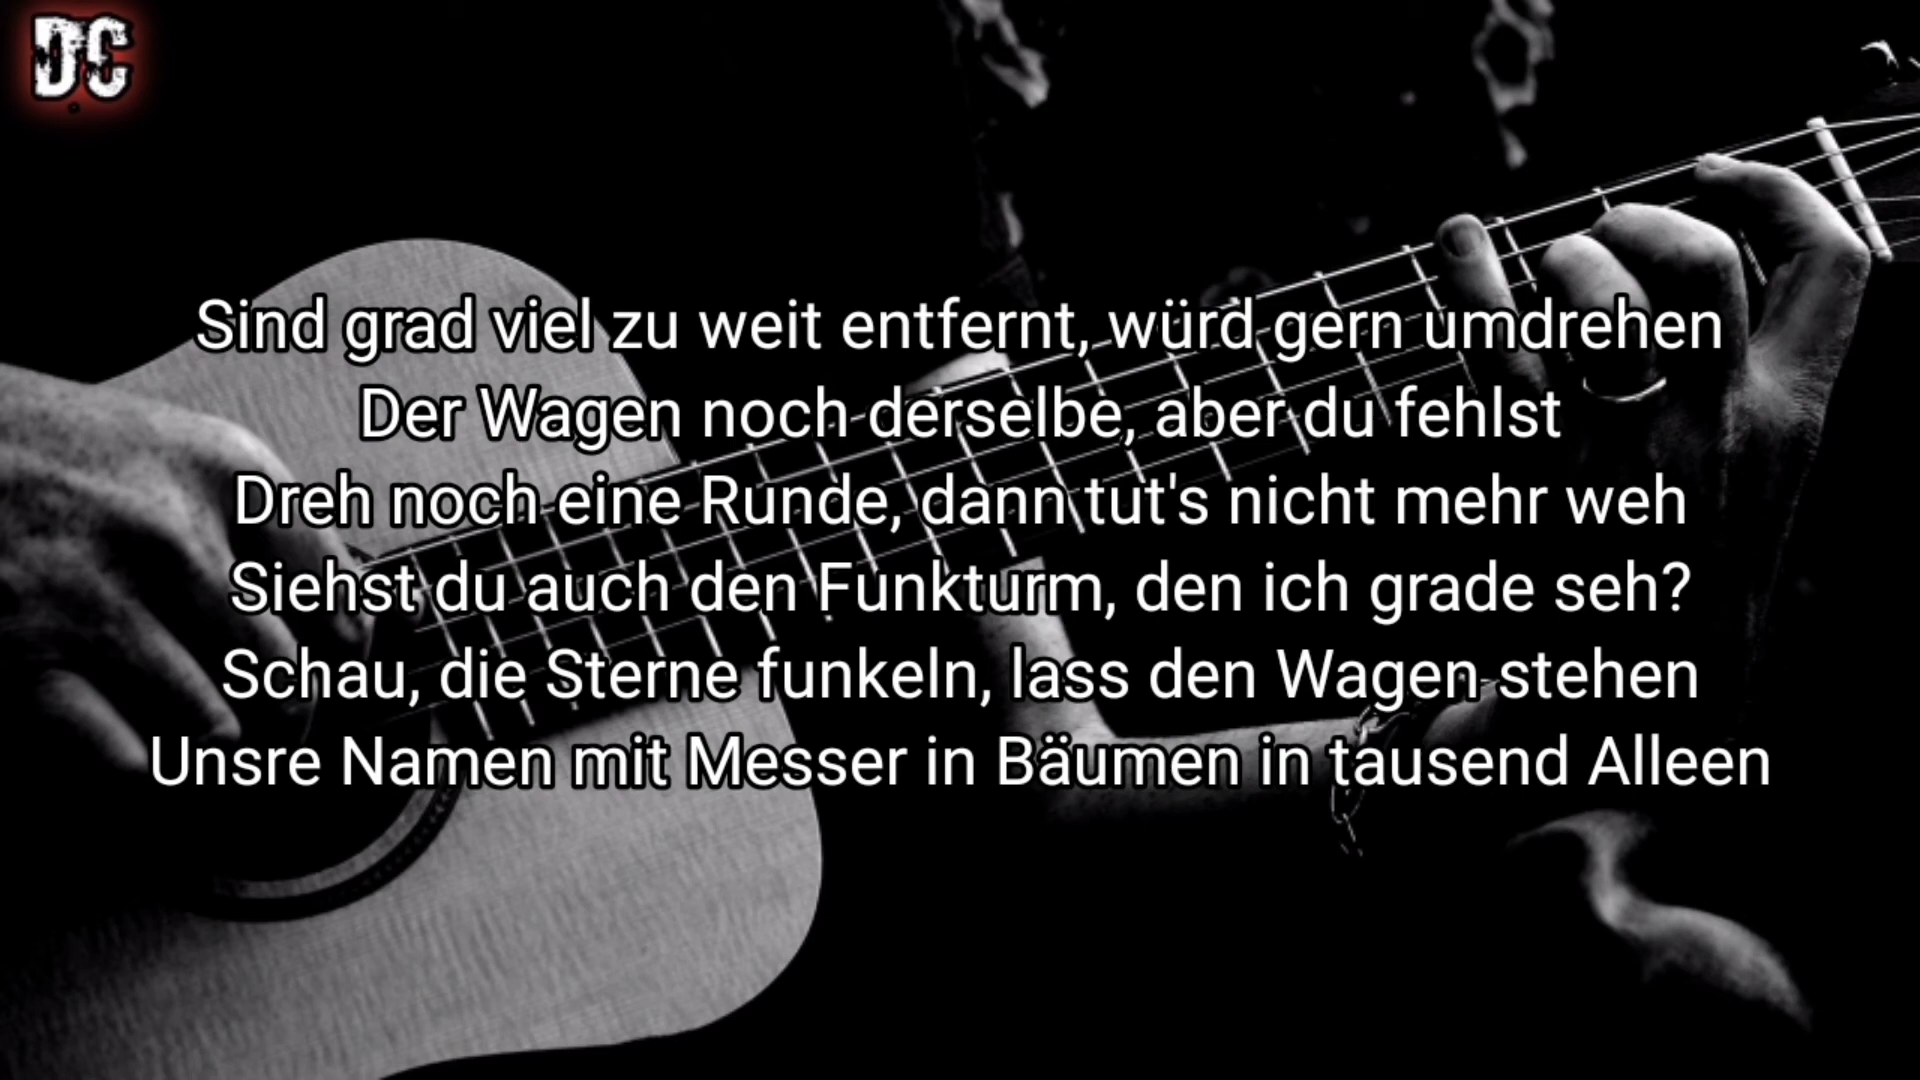 DC
Sind grad viel zu weit entfernt, würd gern umdrehen
Der Wagen noch derselbe, aber du fehlst
Dreh noch eine Runde, dann tut's nicht mehr weh
Siehst du auch den Funkturm, den ich grade seh?
Schau, die Sterne funkeln, lass den Wagen stehen
Unsre Namen mit Messer in Bäumen in tausend Alleen